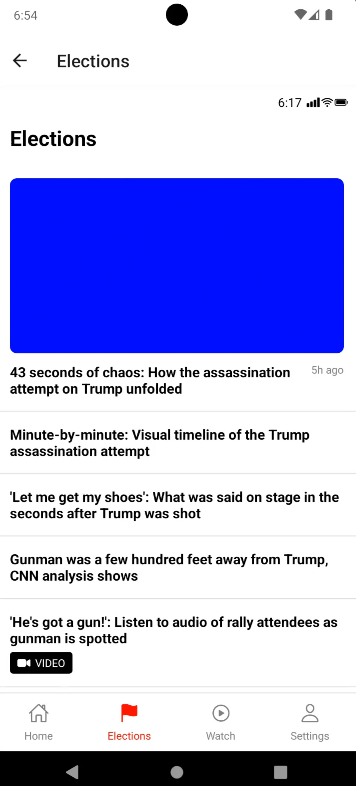 6:54
Elections
6:17
Elections
43 seconds of chaos: How the assassination
attempt on Trump unfolded
5h ago
Minute-by-minute: Visual timeline of the Trump
assassination attempt
'Let me get my shoes': What was said on stage in the
seconds after Trump was shot
Gunman was a few hundred feet away from Trump,
CNN analysis shows
'He's got a gun!': Listen to audio of rally attendees as
gunman is spotted
VIDEO
Home
Elections
Watch
Settings